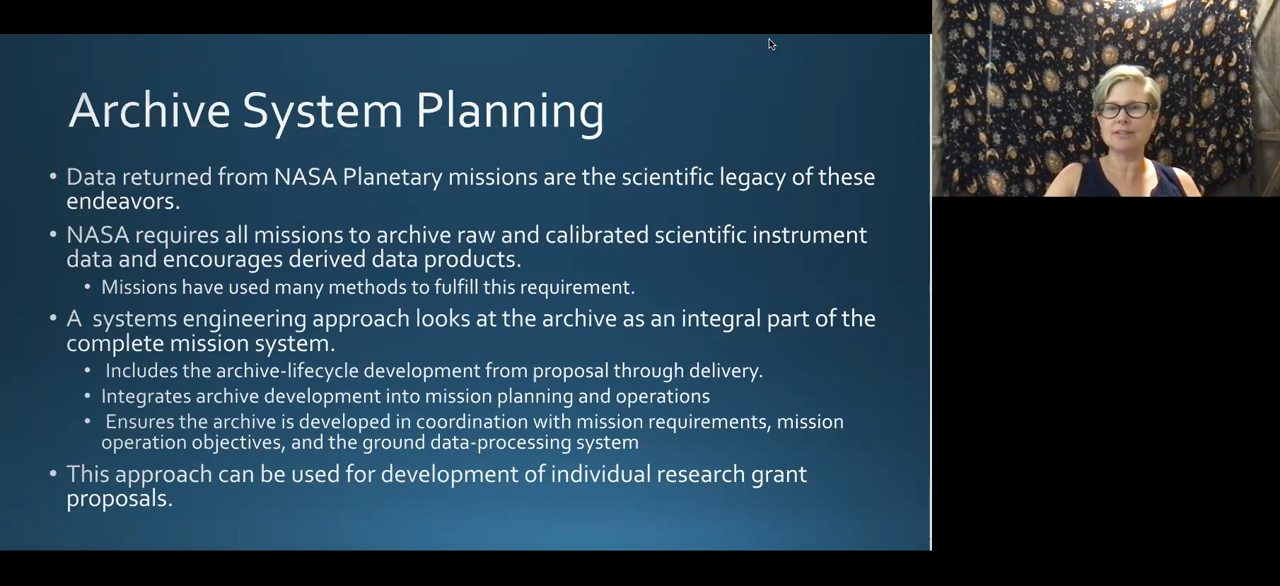 Archive System Planning
• Data returned from NASA Planetary missions are the scientific legacy of these
endeavors.
• NASA requires all missions to archive raw and calibrated scientific instrument
data and encourages derived data products.
• Missions have used many methods to fulfill this requirement.
• A systems engineering approach looks at the archive as an integral part of the
complete mission system.
• Includes the archive-lifecycle development from proposal through delivery.
• Integrates archive development into mission planning and operations
• Ensures the archive is developed in coordination with mission requirements, mission
operation objectives, and the ground data-processing system
• This approach can be used for development of individual research grant
proposals.